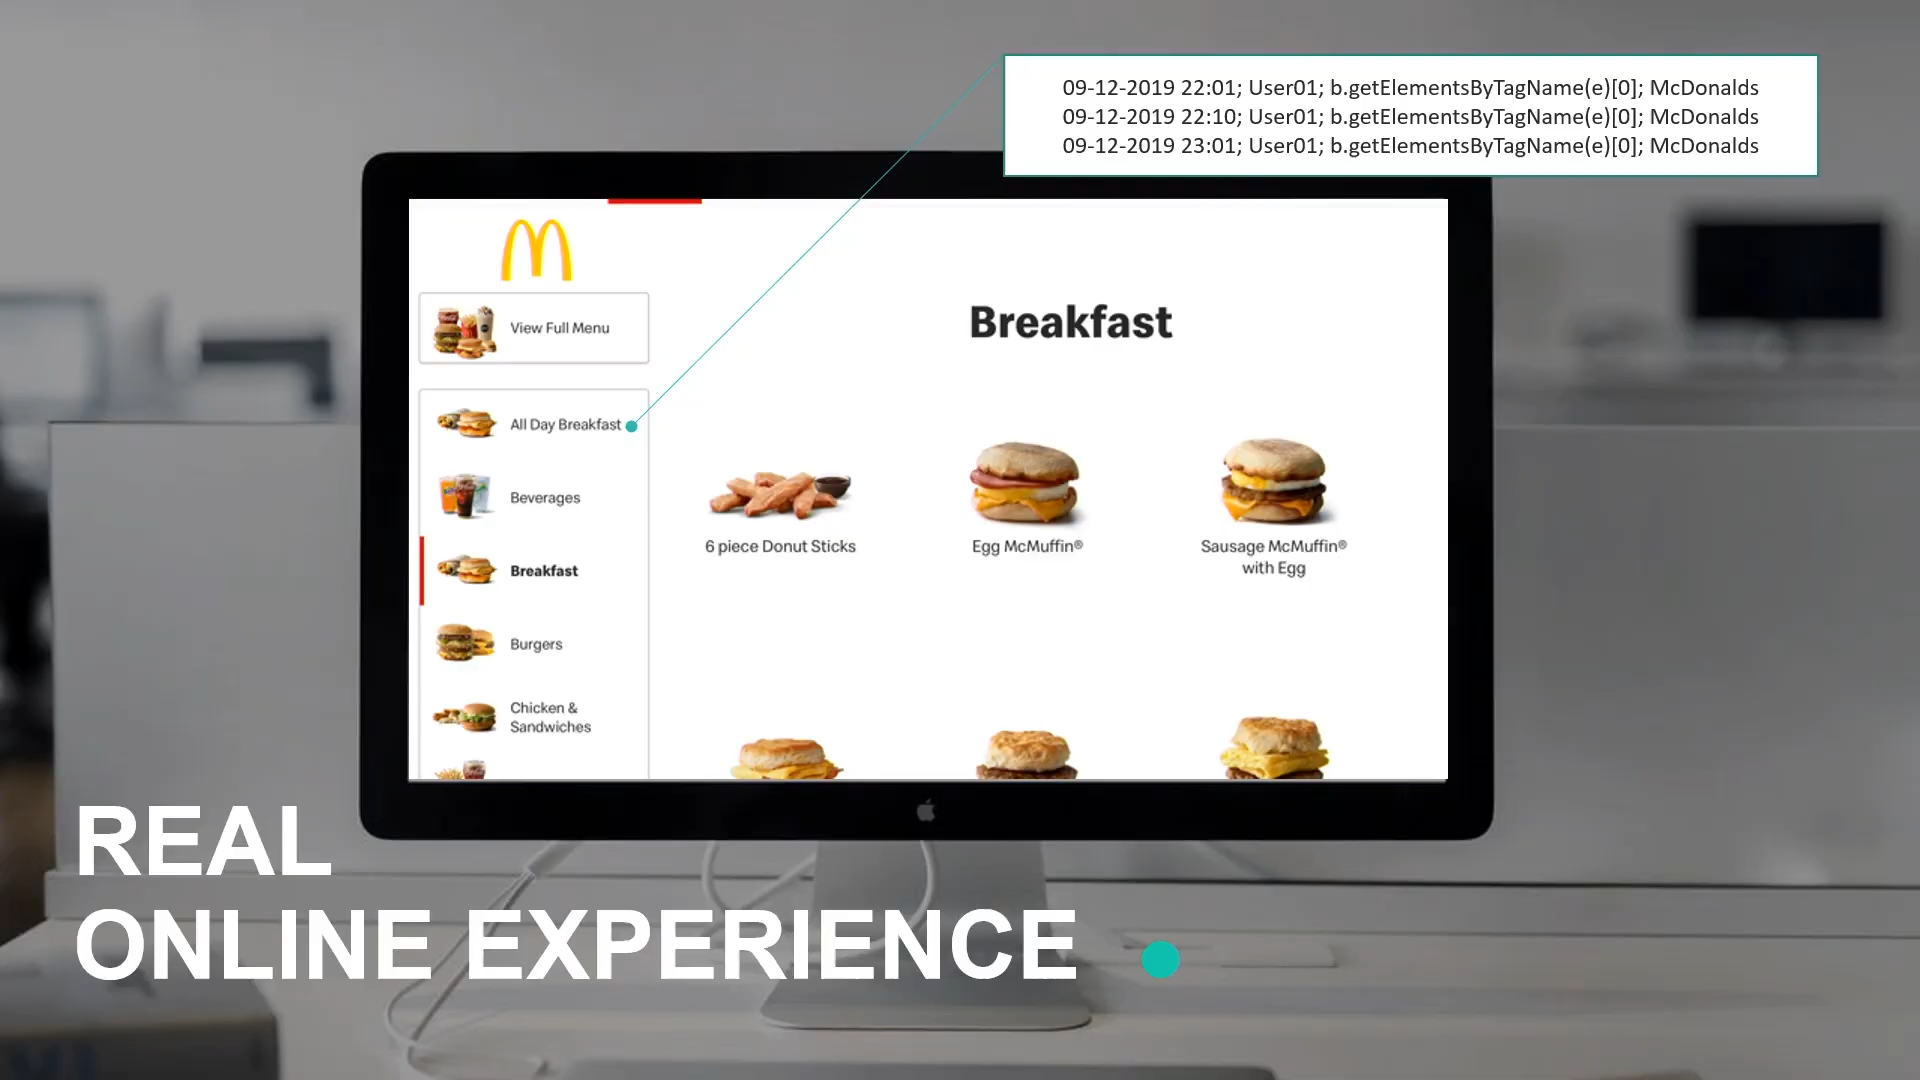 09-12-2019 22:01; User01; b.getElementsByTagName(e)[0]; McDonalds
09-12-2019 22:10; User01; b.getElementsByTagName(e)[0]; McDonalds
09-12-2019 23:01; User01; b.getElementsByTagName(e)[0]; McDonalds
View Full Menu
All Day Breakfast
Beverages
Breakfast
Burgers
Chicken &
Sandwiches
Breakfast
6 piece Donut Sticks
Egg McMuffin®
Sausage McMuffin®
with Egg
REAL
ONLINE EXPERIENCE